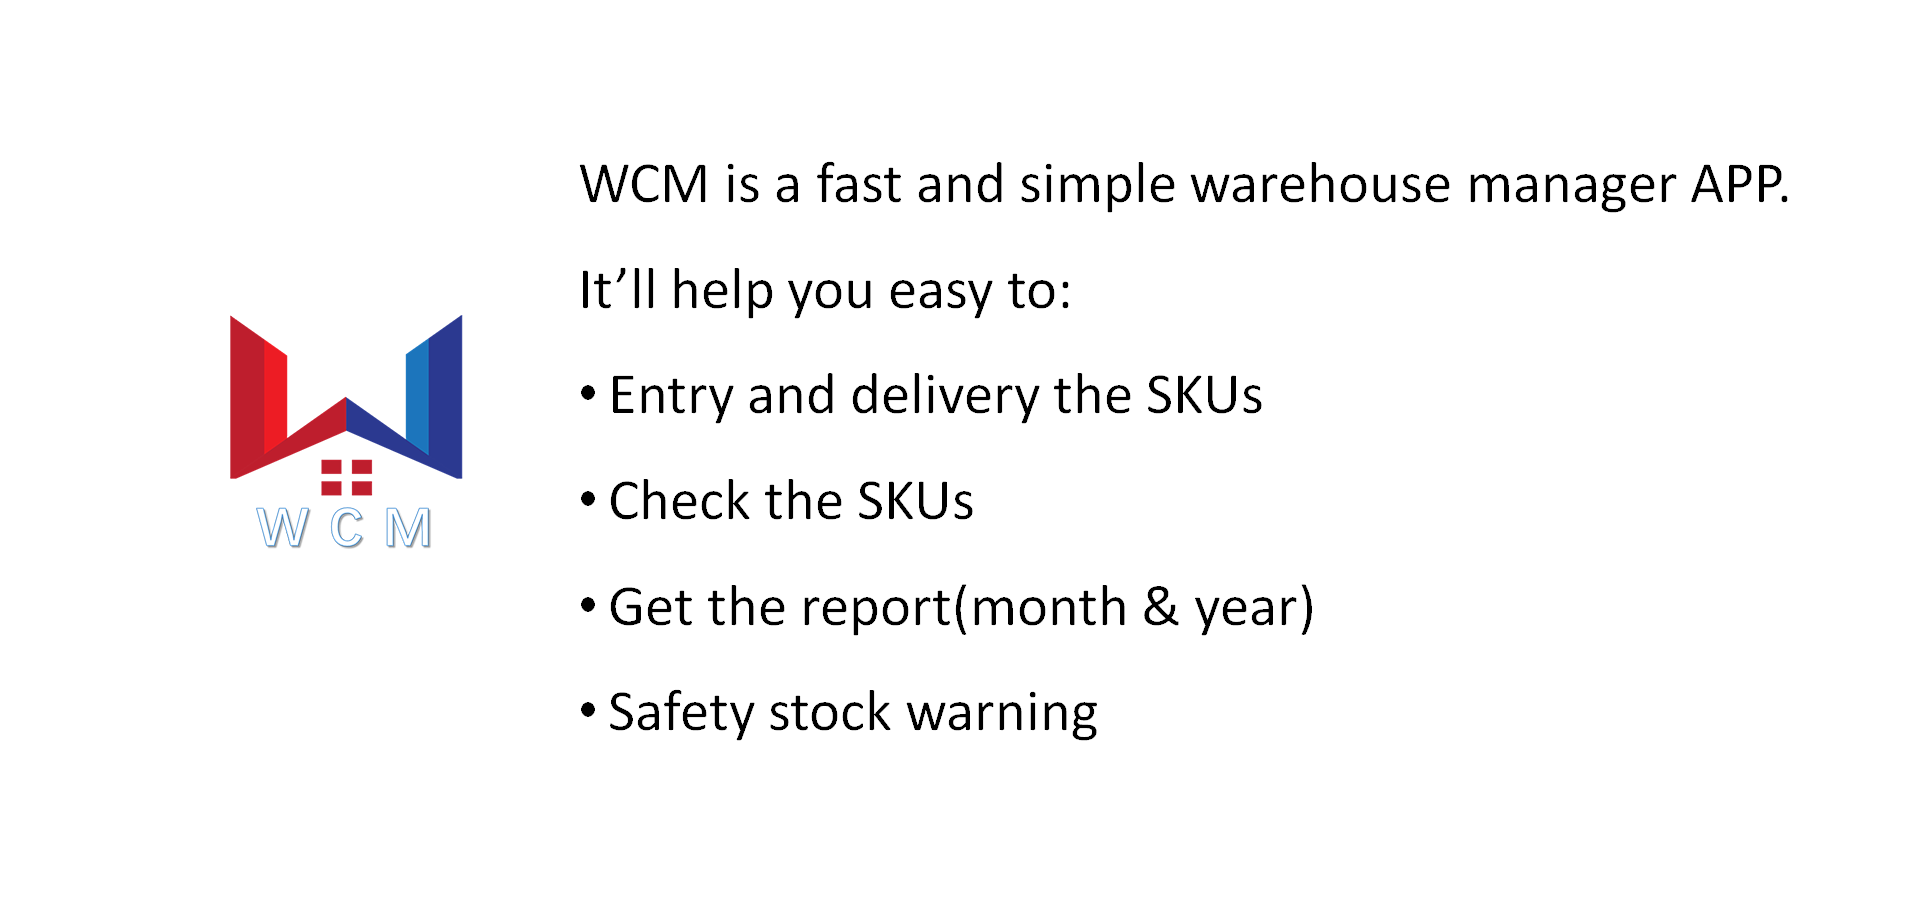 WCM is a fast and simple warehouse manager APP.
It’ll help you easy to:
• Entry and delivery the SKUs
• Check the SKUs
• Get the report(month & year)
• Safety stock warning
W C M